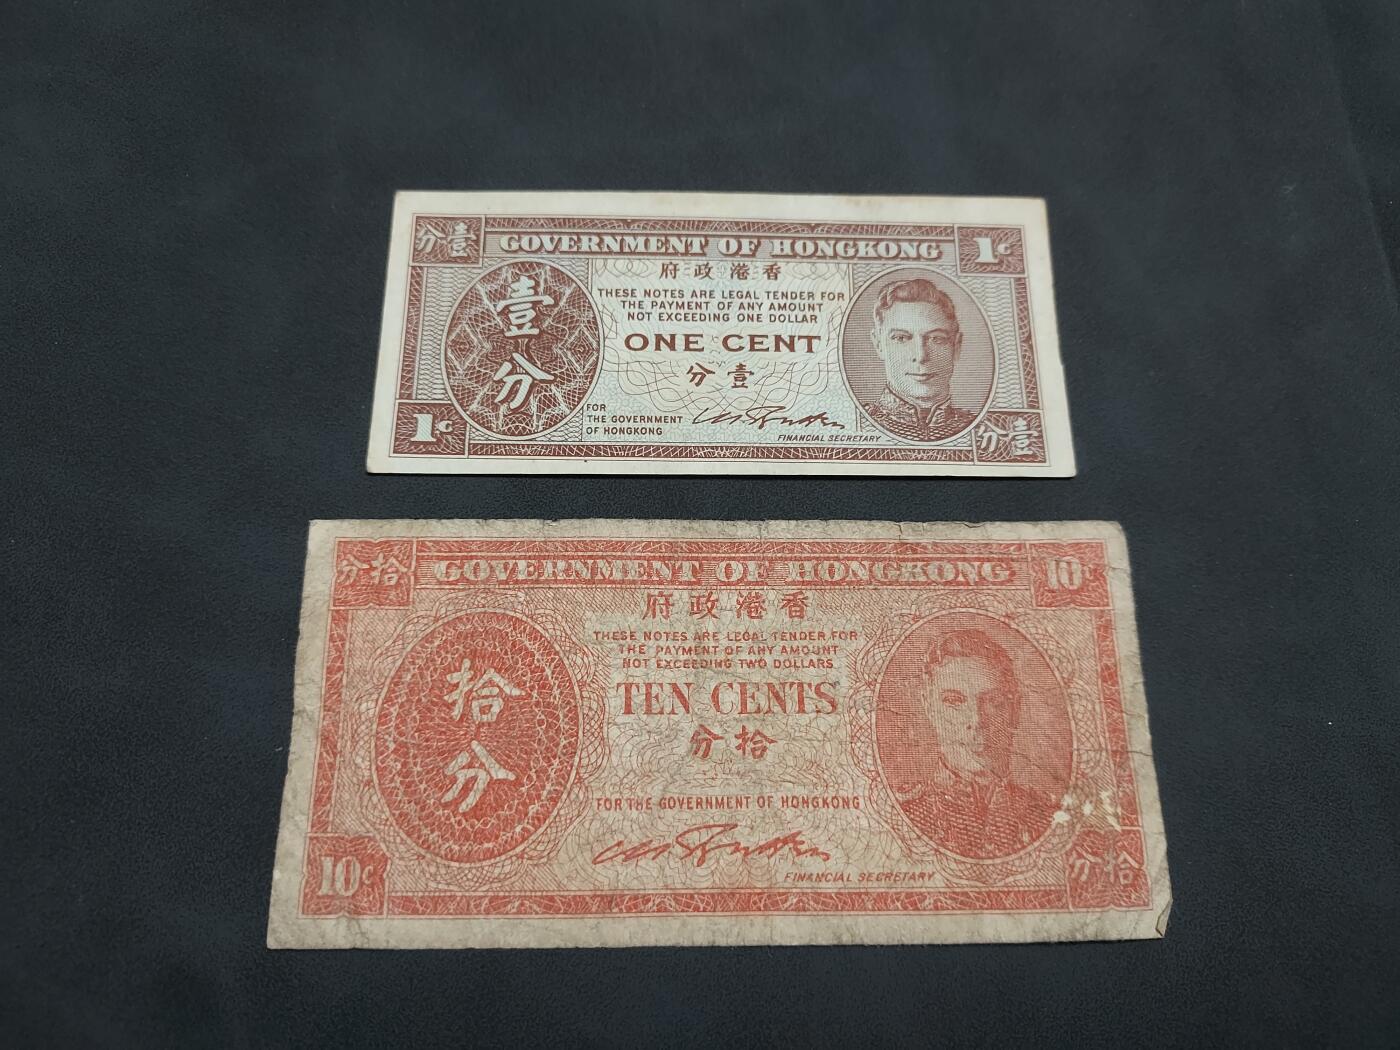 分壹
GOVERNMENT OF HONGKONG
1c
府政港香
壹分
THESE NOTES ARE LEGAL TENDER FOR
THE PAYMENT OF ANY AMOUNT
NOT EXCEEDING ONE DOLLAR
ONE CENT
分壹
FOR
THE GOVERNMENT
OF HONGKONG
FINANCIAL SECRETARY
1c
分壹
分拾
GOVERNMENT OF HONGKONG
10c
府政港香
拾分
THESE NOTES ARE LEGAL TENDER FOR
THE PAYMENT OF ANY AMOUNT
NOT EXCEEDING TWO DOLLARS
TEN CENTS
分拾
FOR THE GOVERNMENT OF HONGKONG
FINANCIAL SECRETARY
10c
分拾